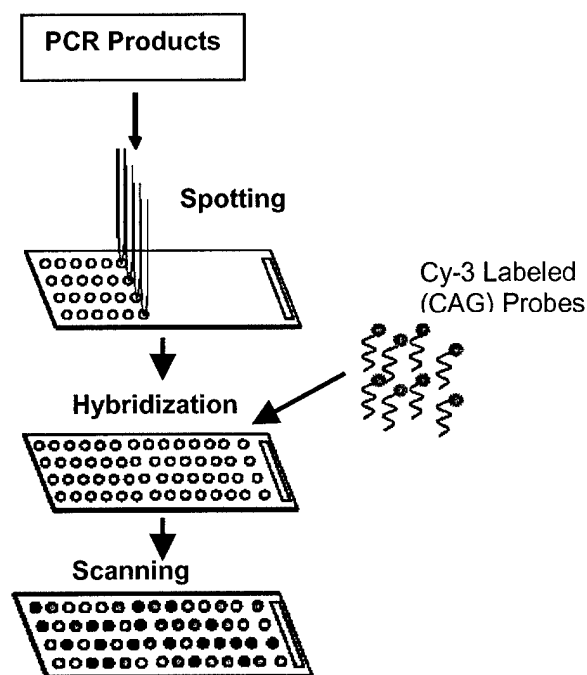 PCR Products
Spotting
Cy-3 Labeled
(CAG) Probes
Hybridization
Scanning